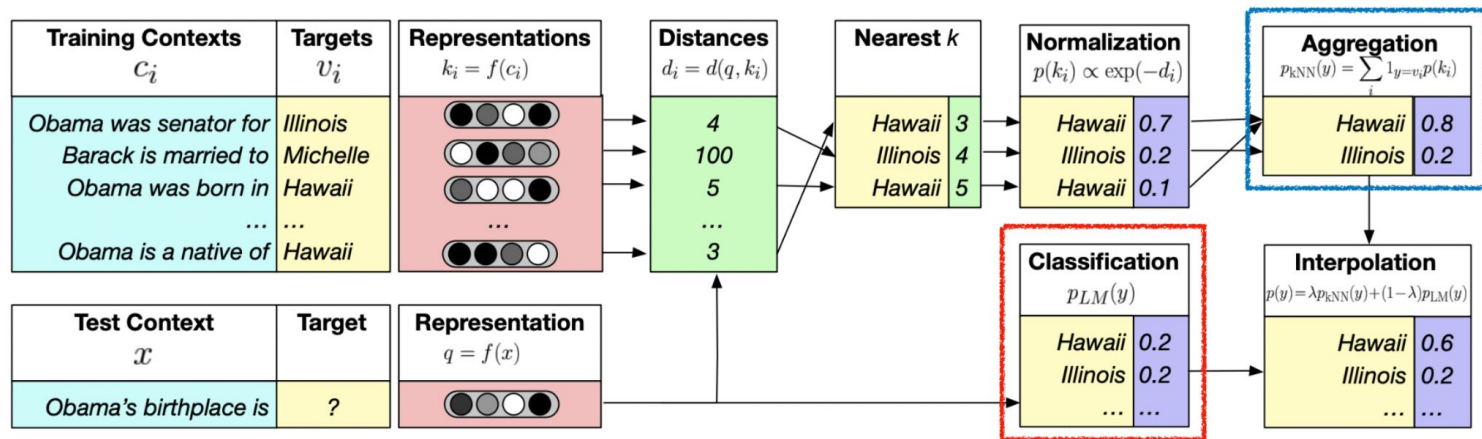 Training Contexts
c_i
Targets
v_i
Obama was senator for Illinois
Barack is married to Michelle
Obama was born in Hawaii
... ...
Obama is a native of Hawaii
Representations
k_i = f(c_i)
...
Distances
d_i = d(q, k_i)
4
100
5
...
3
Nearest k
Hawaii 3
Illinois 4
Hawaii 5
Normalization
p(k_i) ∝ exp(−d_i)
Hawaii 0.7
Illinois 0.2
Hawaii 0.1
Aggregation
p_kNN(y) = ∑_i 1_{y=v_i} p(k_i)
Hawaii 0.8
Illinois 0.2
Test Context
x
Target
Obama's birthplace is ?
Representation
q = f(x)
Classification
p_LM(y)
Hawaii 0.2
Illinois 0.2
... ...
Interpolation
p(y) = λp_kNN(y) + (1−λ)p_LM(y)
Hawaii 0.6
Illinois 0.2
... ...